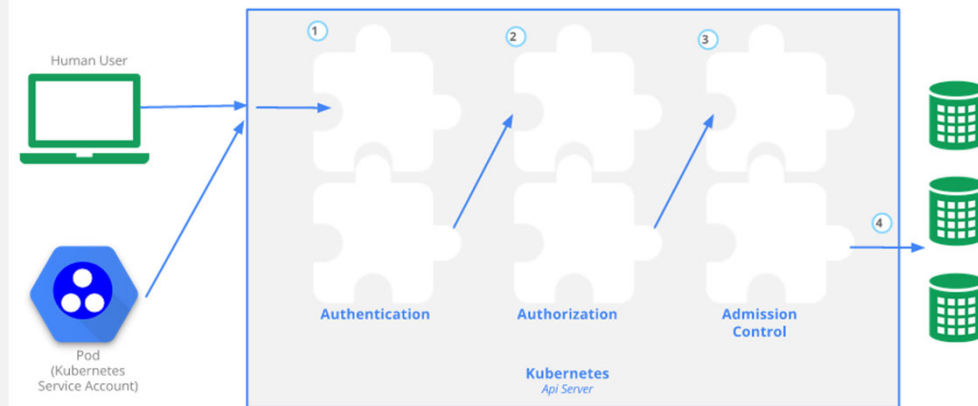 Human User
1
2
3
4
Authentication
Authorization
Admission
Control
Pod
(Kubernetes
Service Account)
Kubernetes
Api Server